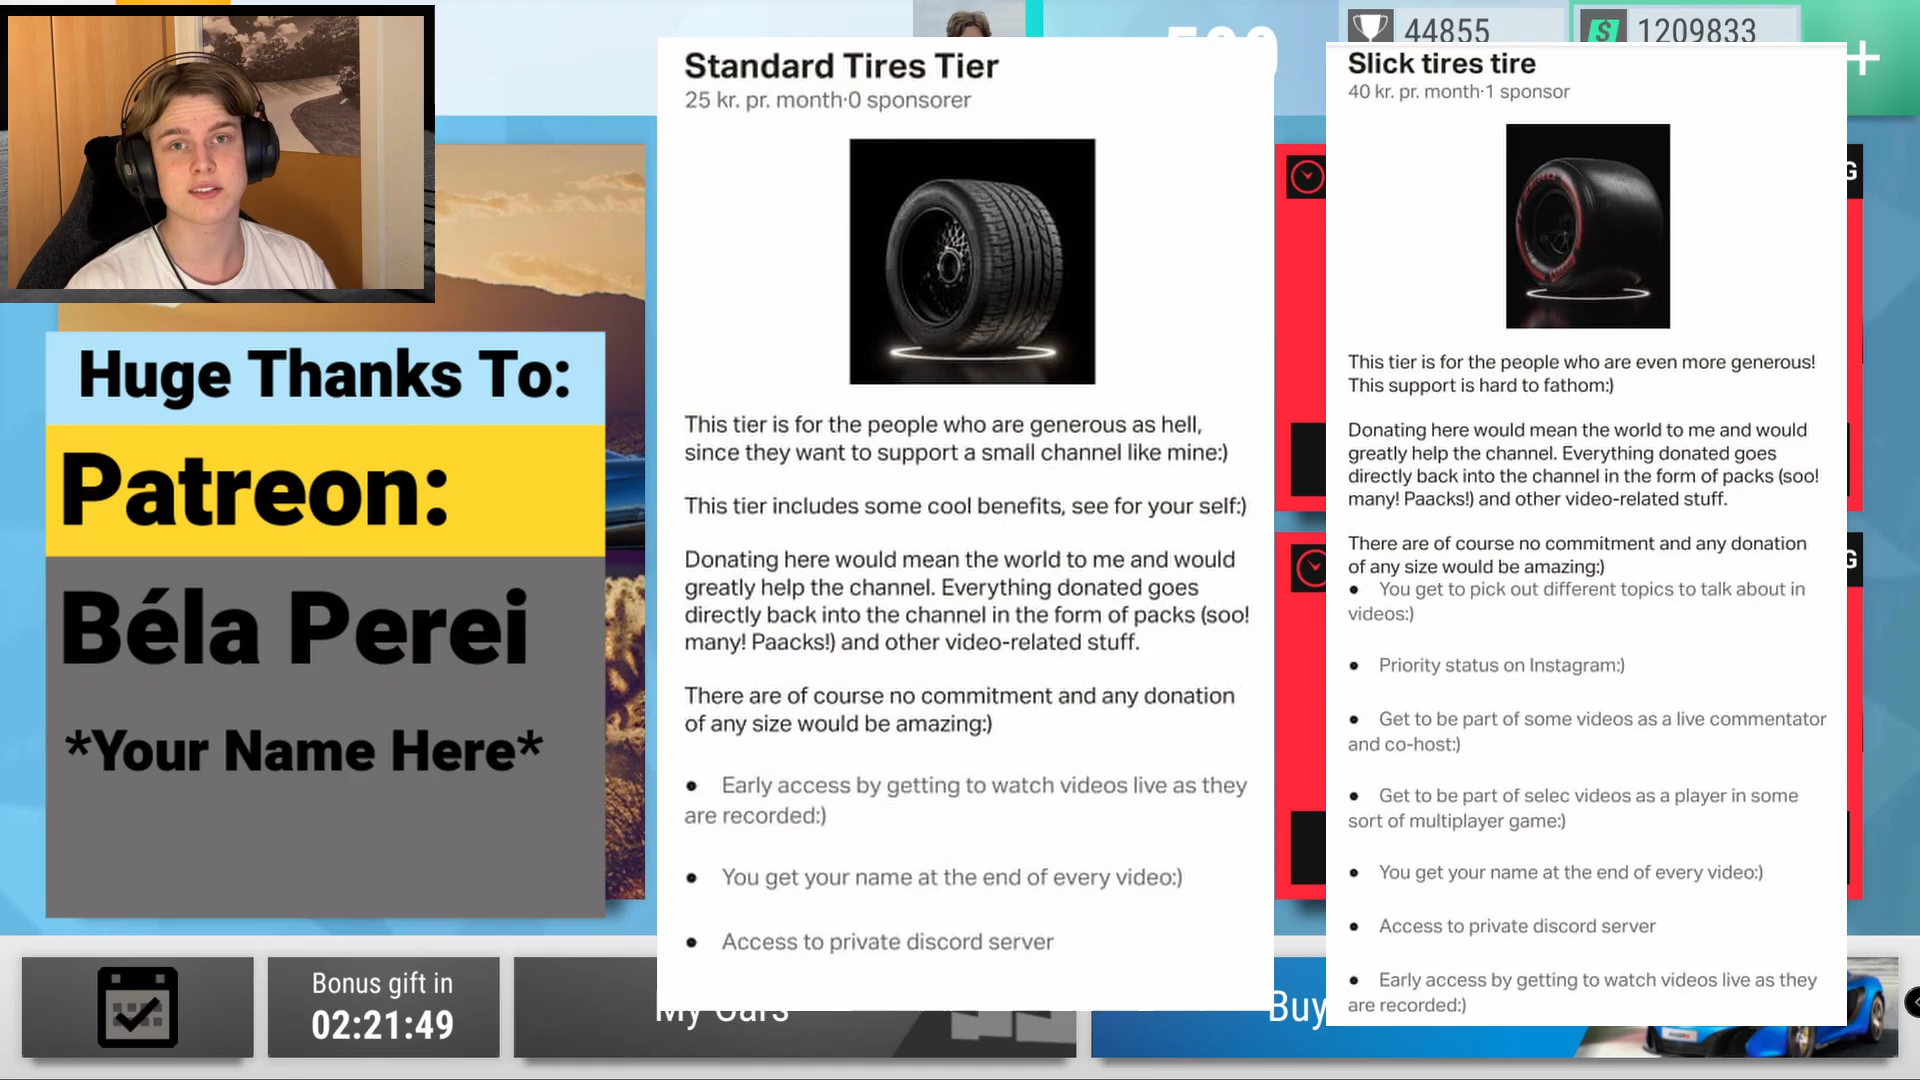 44855
1209833
Standard Tires Tier
25 kr. pr. month·0 sponsorer
This tier is for the people who are generous as hell,
since they want to support a small channel like mine:)
This tier includes some cool benefits, see for your self:)
Donating here would mean the world to me and would
greatly help the channel. Everything donated goes
directly back into the channel in the form of packs (soo!
many! Paacks!) and other video-related stuff.
There are of course no commitment and any donation
of any size would be amazing:)
● Early access by getting to watch videos live as they
are recorded:)
● You get your name at the end of every video:)
● Access to private discord server
Slick tires tire
40 kr. pr. month·1 sponsor
This tier is for the people who are even more generous!
This support is hard to fathom:)
Donating here would mean the world to me and would
greatly help the channel. Everything donated goes
directly back into the channel in the form of packs (soo!
many! Paacks!) and other video-related stuff.
There are of course no commitment and any donation
of any size would be amazing:)
● You get to pick out different topics to talk about in
videos:)
● Priority status on Instagram:)
● Get to be part of some videos as a live commentator
and co-host:)
● Get to be part of selec videos as a player in some
sort of multiplayer game:)
● You get your name at the end of every video:)
● Access to private discord server
● Early access by getting to watch videos live as they
are recorded:)
Huge Thanks To:
Patreon:
Béla Perei
*Your Name Here*
Bonus gift in
02:21:49
My Cars
Buy
G
G